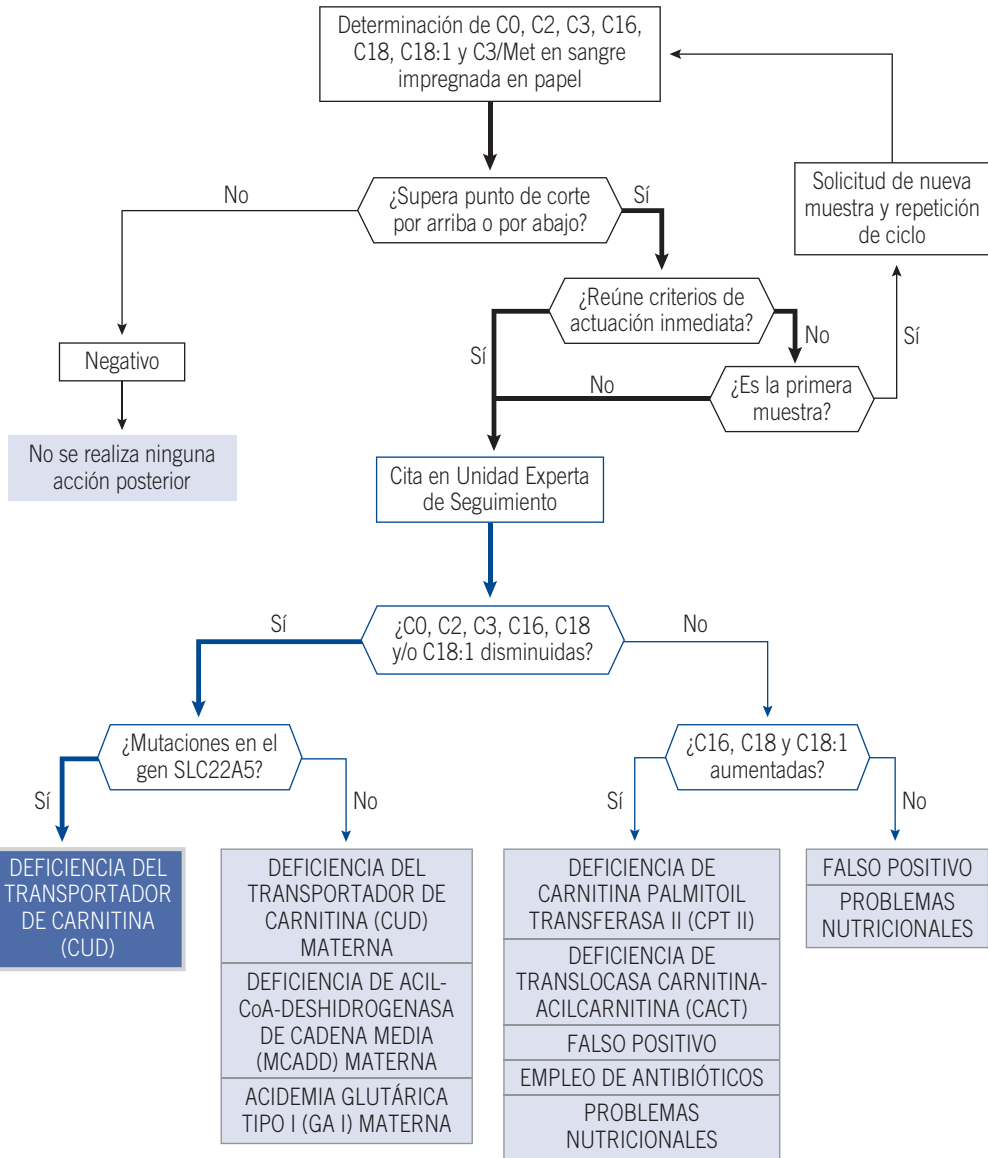 Determinación de C0, C2, C3, C16,
C18, C18:1 y C3/Met en sangre
impregnada en papel
No
¿Supera punto de corte
por arriba o por abajo?
Sí
Solicitud de nueva
muestra y repetición
de ciclo
¿Reúne criterios de
actuación inmediata?
Sí
No
Sí
Negativo
No
¿Es la primera
muestra?
No se realiza ninguna
acción posterior
Cita en Unidad Experta
de Seguimiento
Sí
¿C0, C2, C3, C16, C18
y/o C18:1 disminuidas?
No
¿Mutaciones en el
gen SLC22A5?
¿C16, C18 y C18:1
aumentadas?
Sí
No
Sí
No
DEFICIENCIA DEL
TRANSPORTADOR
DE CARNITINA
(CUD)
DEFICIENCIA DEL
TRANSPORTADOR DE
CARNITINA (CUD)
MATERNA
DEFICIENCIA DE ACIL-
CoA-DESHIDROGENASA
DE CADENA MEDIA
(MCADD) MATERNA
ACIDEMIA GLUTÁRICA
TIPO I (GA I) MATERNA
DEFICIENCIA DE
CARNITINA PALMITOIL
TRANSFERASA II (CPT II)
DEFICIENCIA DE
TRANSLOCASA CARNITINA-
ACILCARNITINA (CACT)
FALSO POSITIVO
EMPLEO DE ANTIBIÓTICOS
PROBLEMAS
NUTRICIONALES
FALSO POSITIVO
PROBLEMAS
NUTRICIONALES